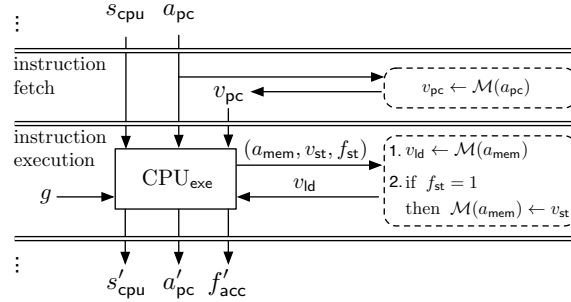 ⋮
s_cpu a_pc
instruction
fetch
v_pc
v_pc ← M(a_pc)
instruction
execution
(a_mem, v_st, f_st)
1. v_ld ← M(a_mem)
CPU_exe
v_ld
2. if f_st = 1
then M(a_mem) ← v_st
g
⋮
s′_cpu a′_pc f′_acc